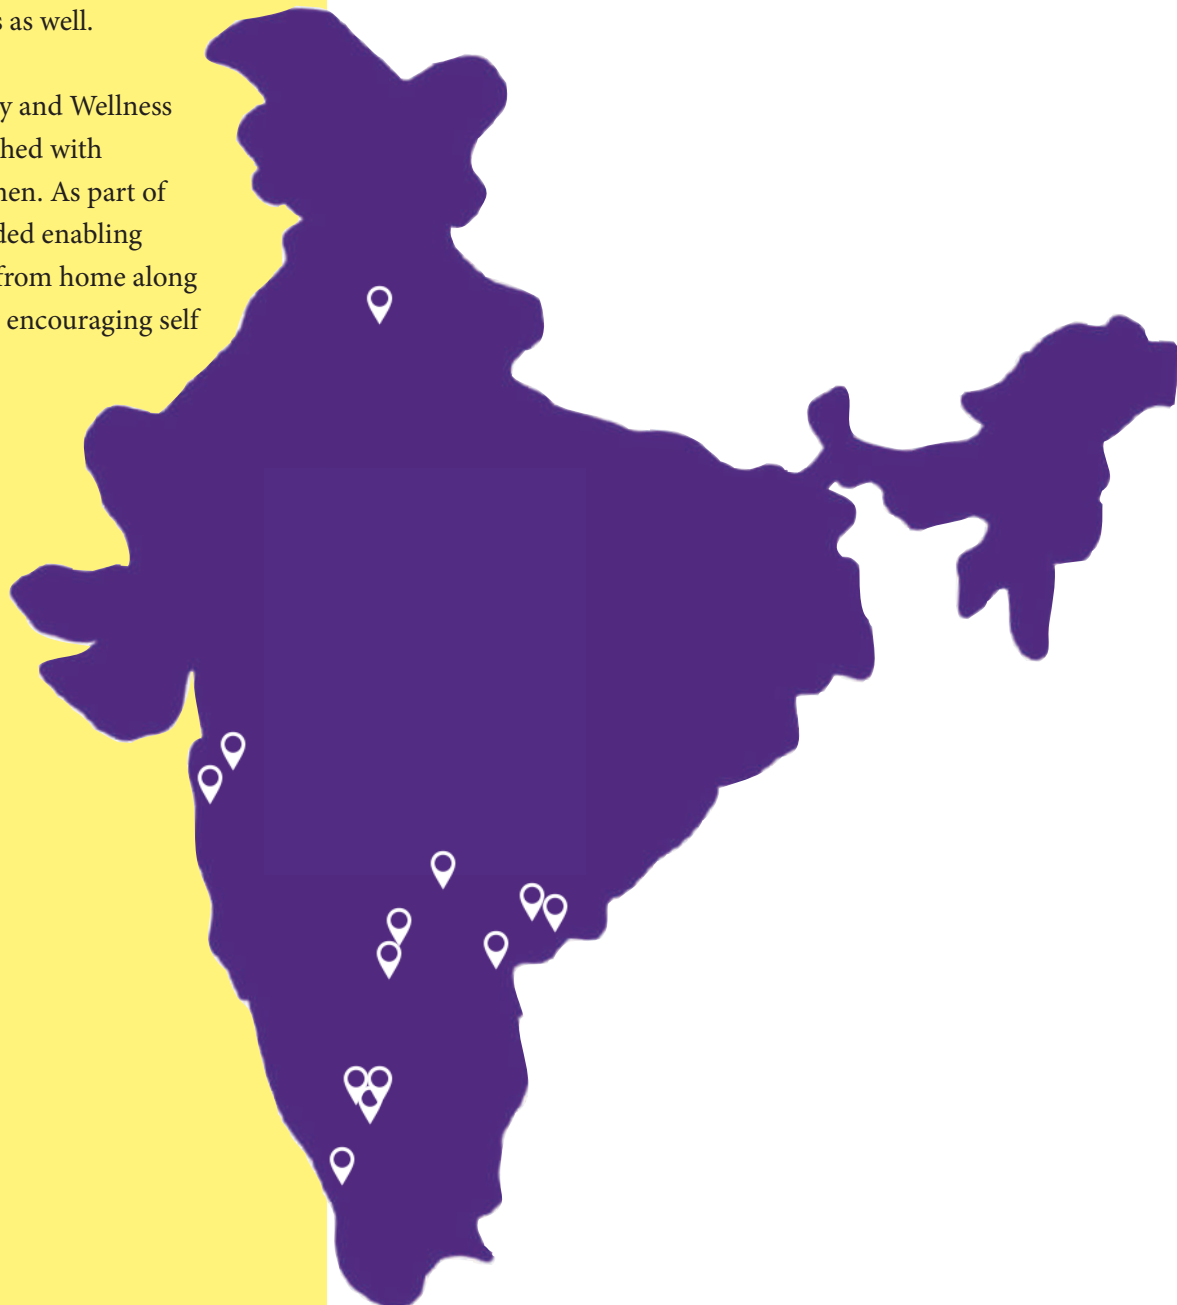 s as well.
y and Wellness
hed with
nen. As part of
ded enabling
from home along
encouraging self